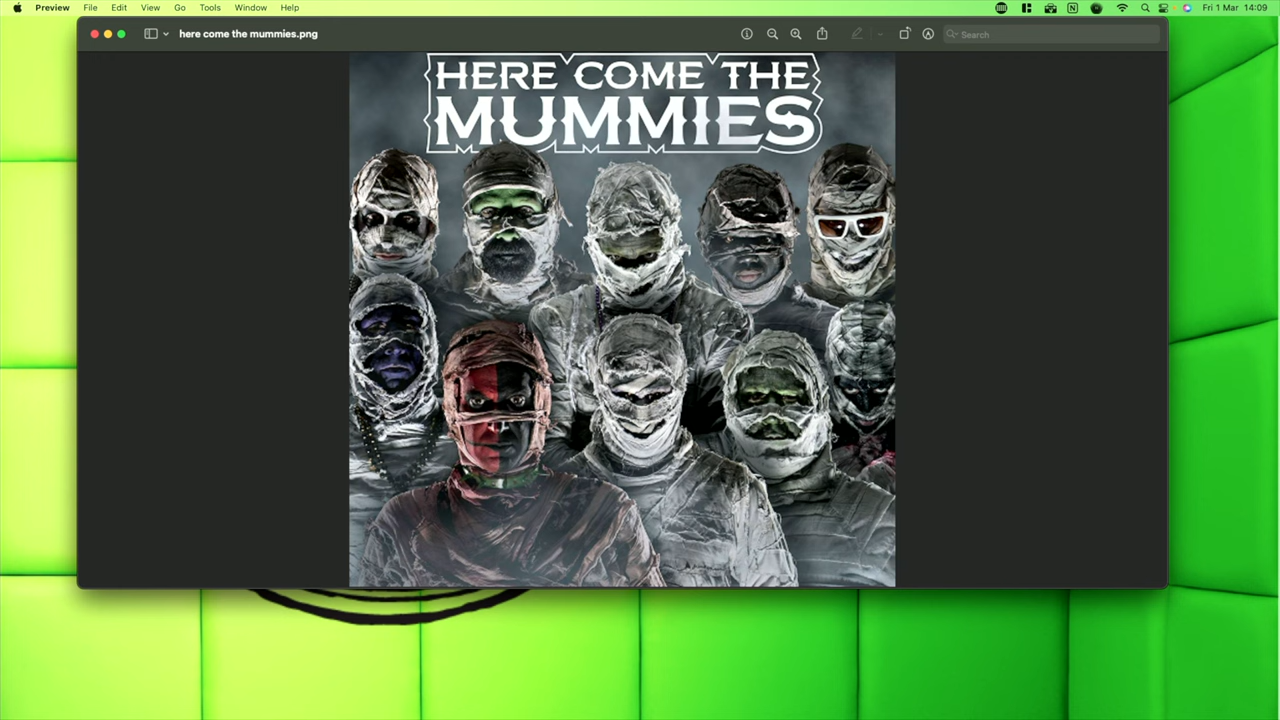 Preview File Edit View Go Tools Window Help Fri 1 Mar 14:09
here come the mummies.png Search
HERE COME THE
MUMMIES